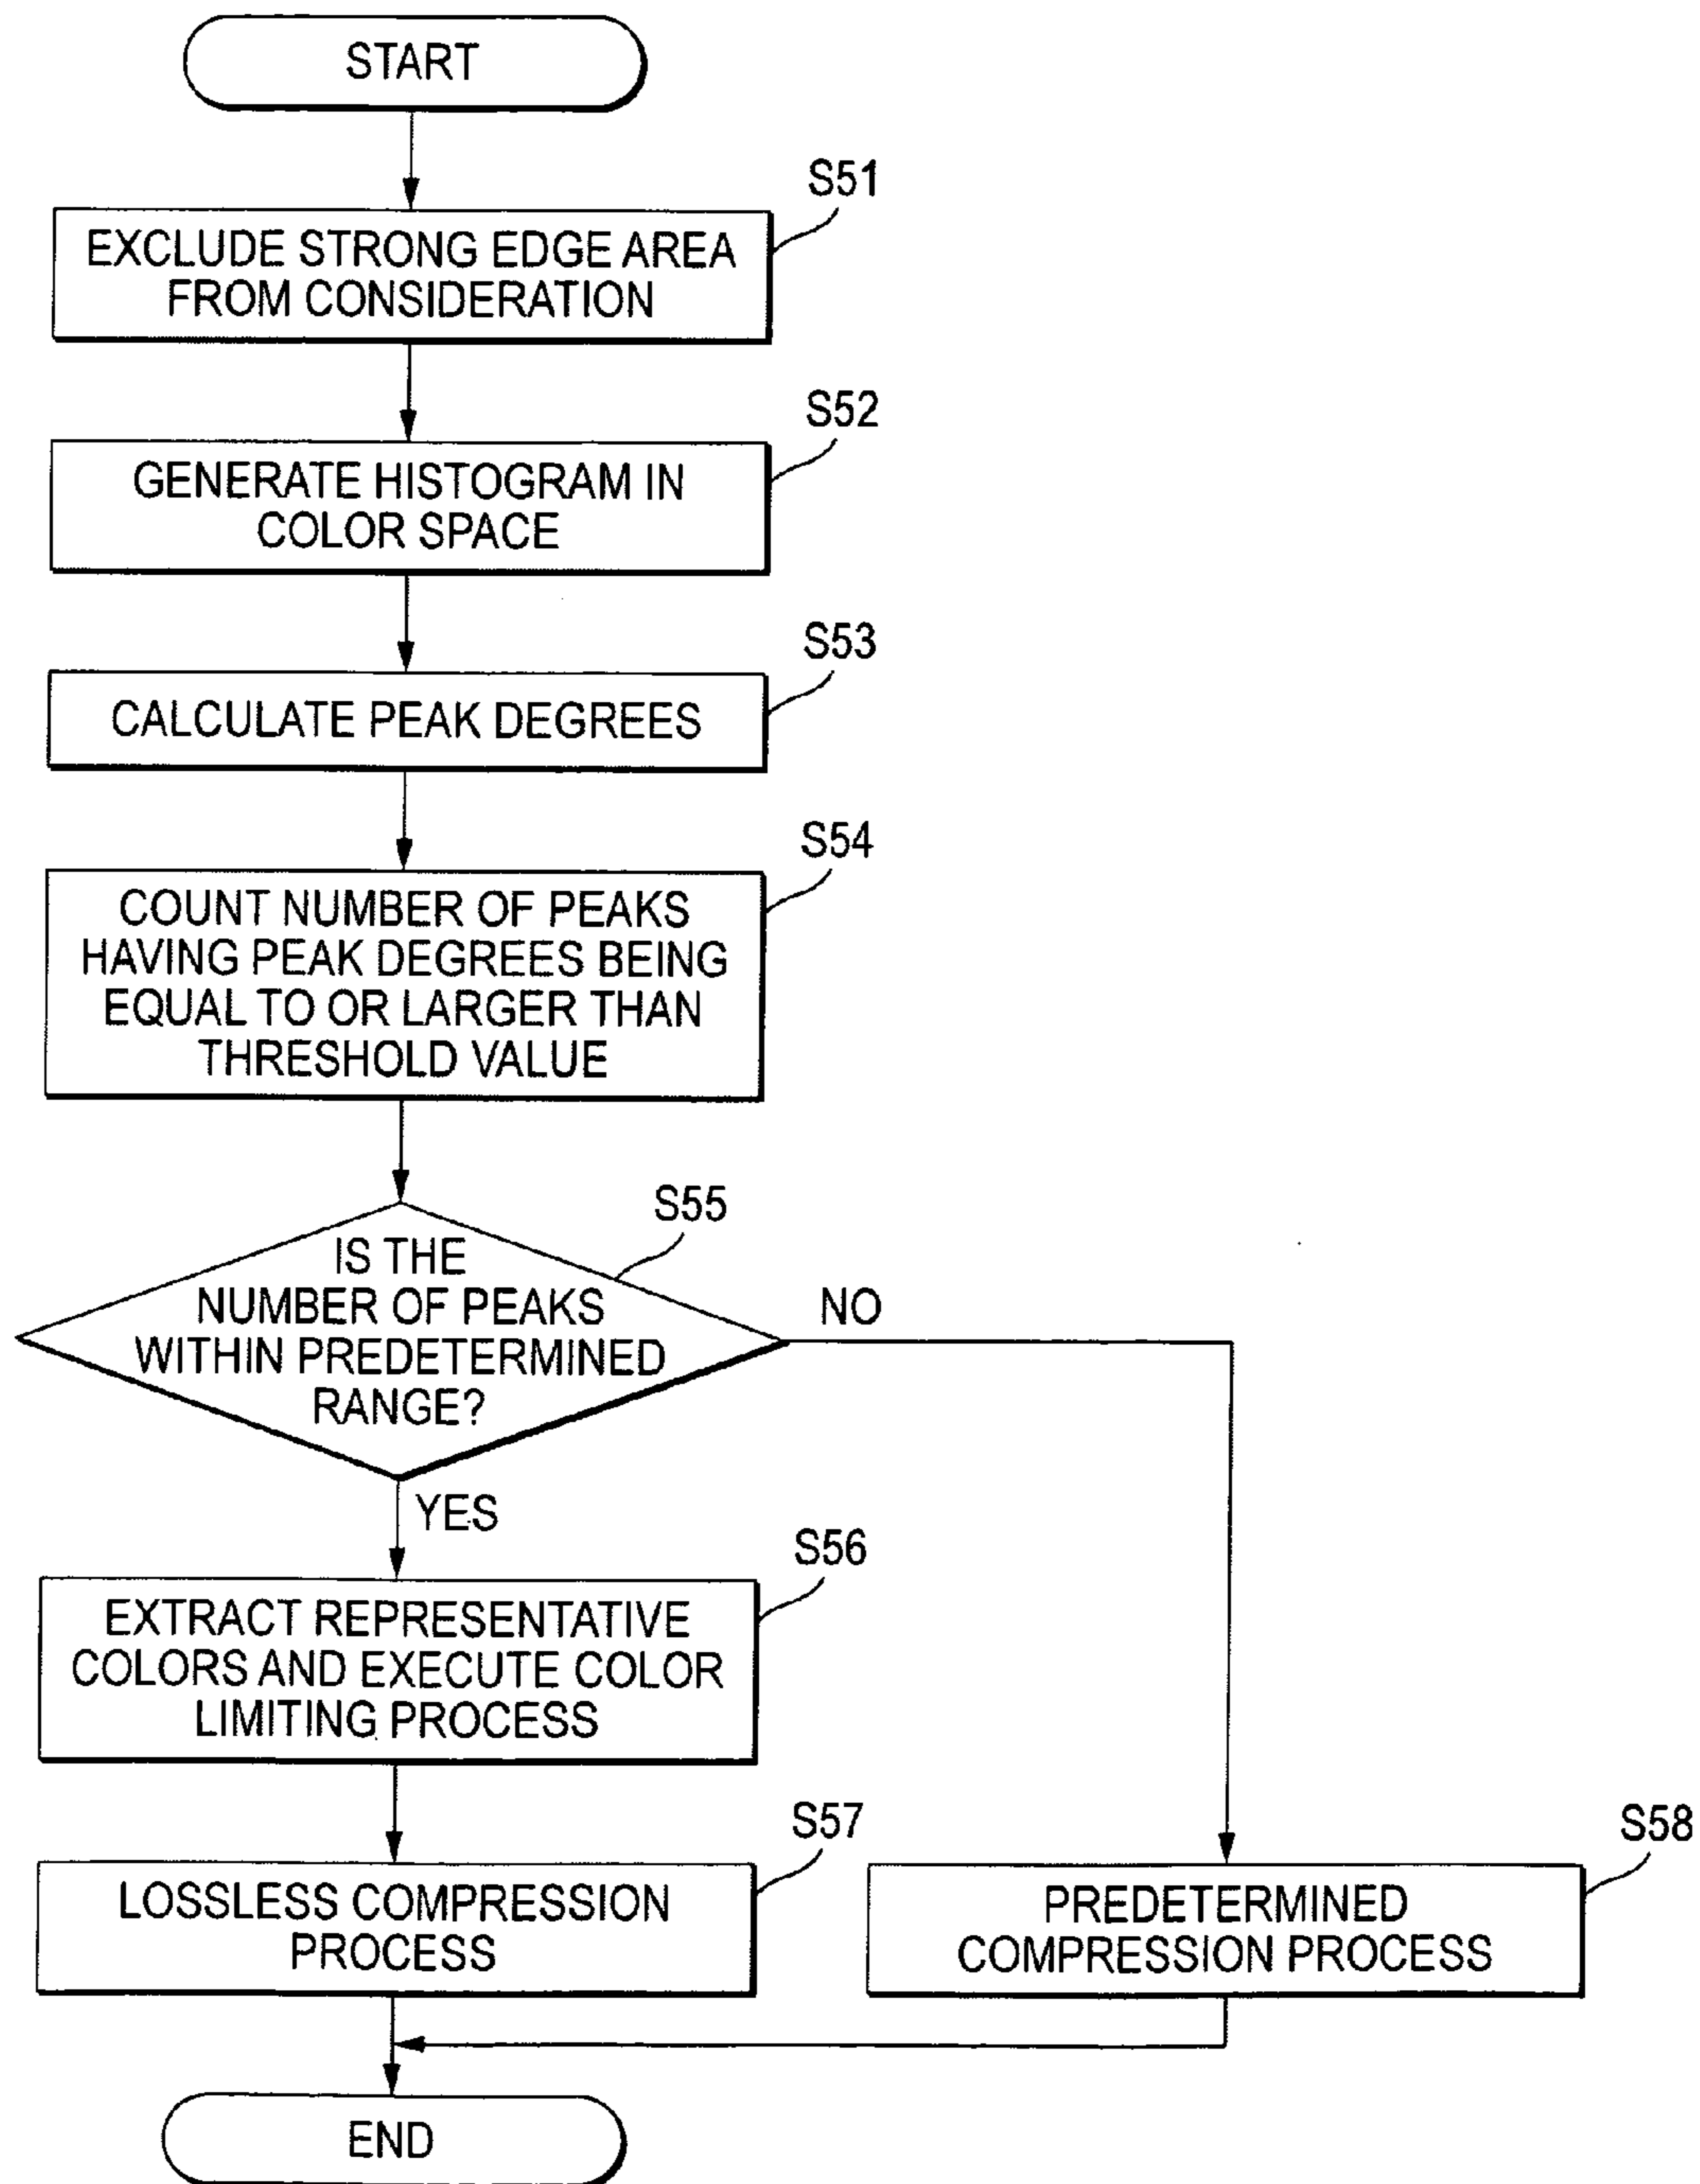 START
S51
EXCLUDE STRONG EDGE AREA
FROM CONSIDERATION
S52
GENERATE HISTOGRAM IN
COLOR SPACE
S53
CALCULATE PEAK DEGREES
S54
COUNT NUMBER OF PEAKS
HAVING PEAK DEGREES BEING
EQUAL TO OR LARGER THAN
THRESHOLD VALUE
S55
IS THE
NUMBER OF PEAKS
WITHIN PREDETERMINED
RANGE?
NO
YES
S56
EXTRACT REPRESENTATIVE
COLORS AND EXECUTE COLOR
LIMITING PROCESS
S57
LOSSLESS COMPRESSION
PROCESS
S58
PREDETERMINED
COMPRESSION PROCESS
END